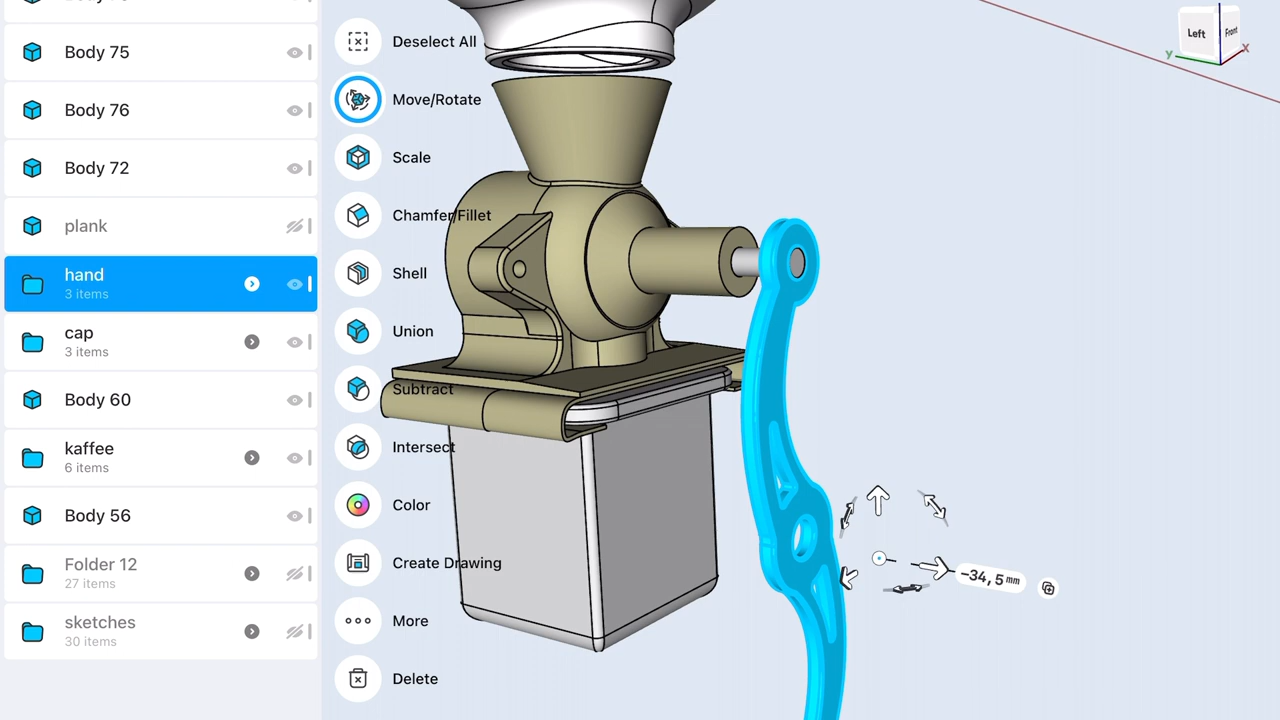 Body 75
Body 76
Body 72
plank
hand
3 items
cap
3 items
Body 60
kaffee
6 items
Body 56
Folder 12
27 items
sketches
30 items
Deselect All
Move/Rotate
Scale
Chamfer/Fillet
Shell
Union
Subtract
Intersect
Color
Create Drawing
More
Delete
Left
Front
Y
X
-34,5 mm